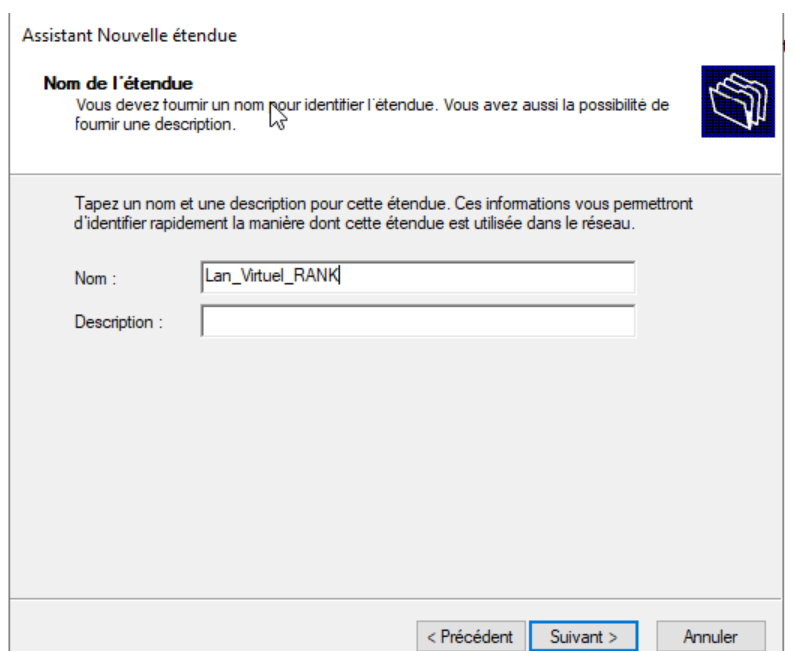 Assistant Nouvelle étendue
Nom de l'étendue
Vous devez fournir un nom pour identifier l'étendue. Vous avez aussi la possibilité de
fournir une description.
Tapez un nom et une description pour cette étendue. Ces informations vous permettront
d'identifier rapidement la manière dont cette étendue est utilisée dans le réseau.
Nom :
Lan_Virtuel_RANK
Description :
< Précédent
Suivant >
Annuler